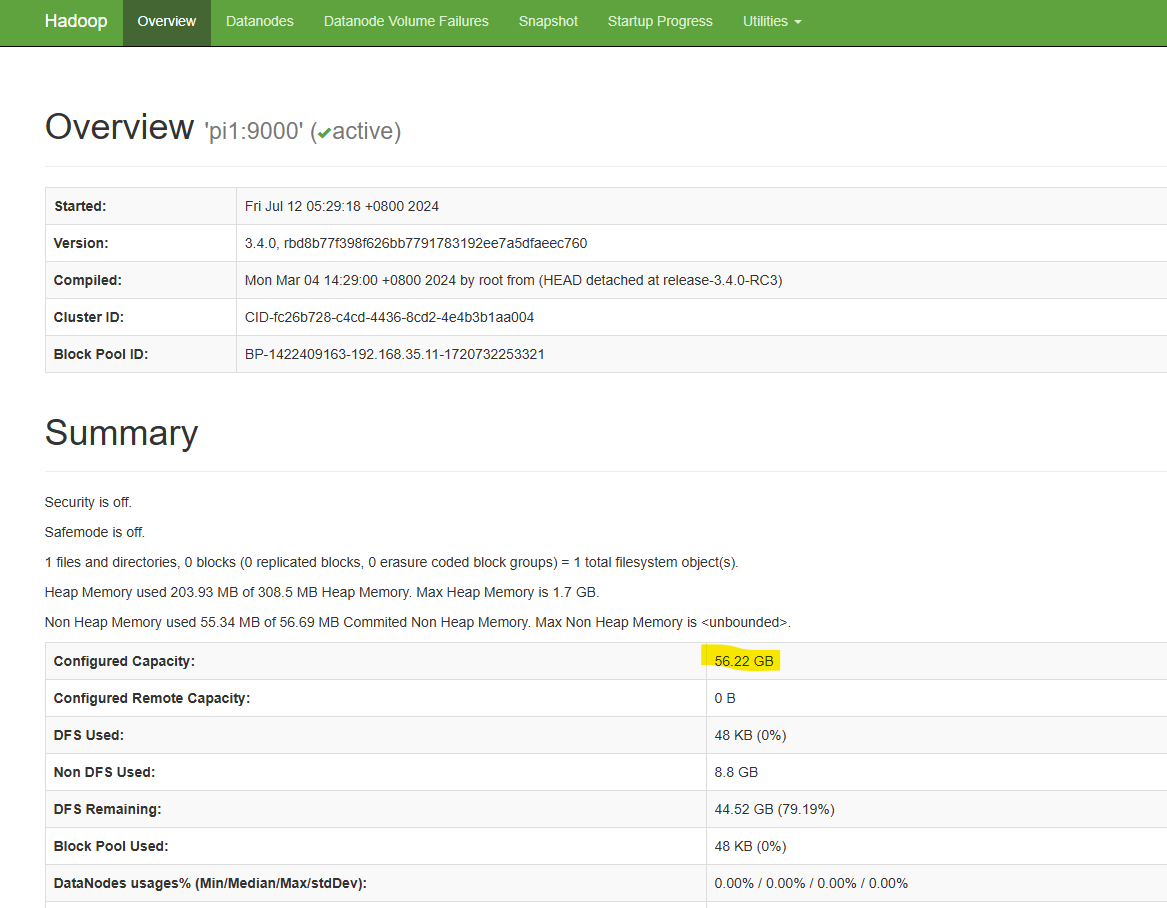 Hadoop Overview Datanodes Datanode Volume Failures Snapshot Startup Progress Utilities
Overview 'pi1:9000' (✔active)
Started: Fri Jul 12 05:29:18 +0800 2024
Version: 3.4.0, rbd8b77f398f626bb7791783192ee7a5dfaeec760
Compiled: Mon Mar 04 14:29:00 +0800 2024 by root from (HEAD detached at release-3.4.0-RC3)
Cluster ID: CID-fc26b728-c4cd-4436-8cd2-4e4b3b1aa004
Block Pool ID: BP-1422409163-192.168.35.11-1720732253321
Summary
Security is off.
Safemode is off.
1 files and directories, 0 blocks (0 replicated blocks, 0 erasure coded block groups) = 1 total filesystem object(s).
Heap Memory used 203.93 MB of 308.5 MB Heap Memory. Max Heap Memory is 1.7 GB.
Non Heap Memory used 55.34 MB of 56.69 MB Commited Non Heap Memory. Max Non Heap Memory is <unbounded>.
Configured Capacity: 56.22 GB
Configured Remote Capacity: 0 B
DFS Used: 48 KB (0%)
Non DFS Used: 8.8 GB
DFS Remaining: 44.52 GB (79.19%)
Block Pool Used: 48 KB (0%)
DataNodes usages% (Min/Median/Max/stdDev): 0.00% / 0.00% / 0.00% / 0.00%